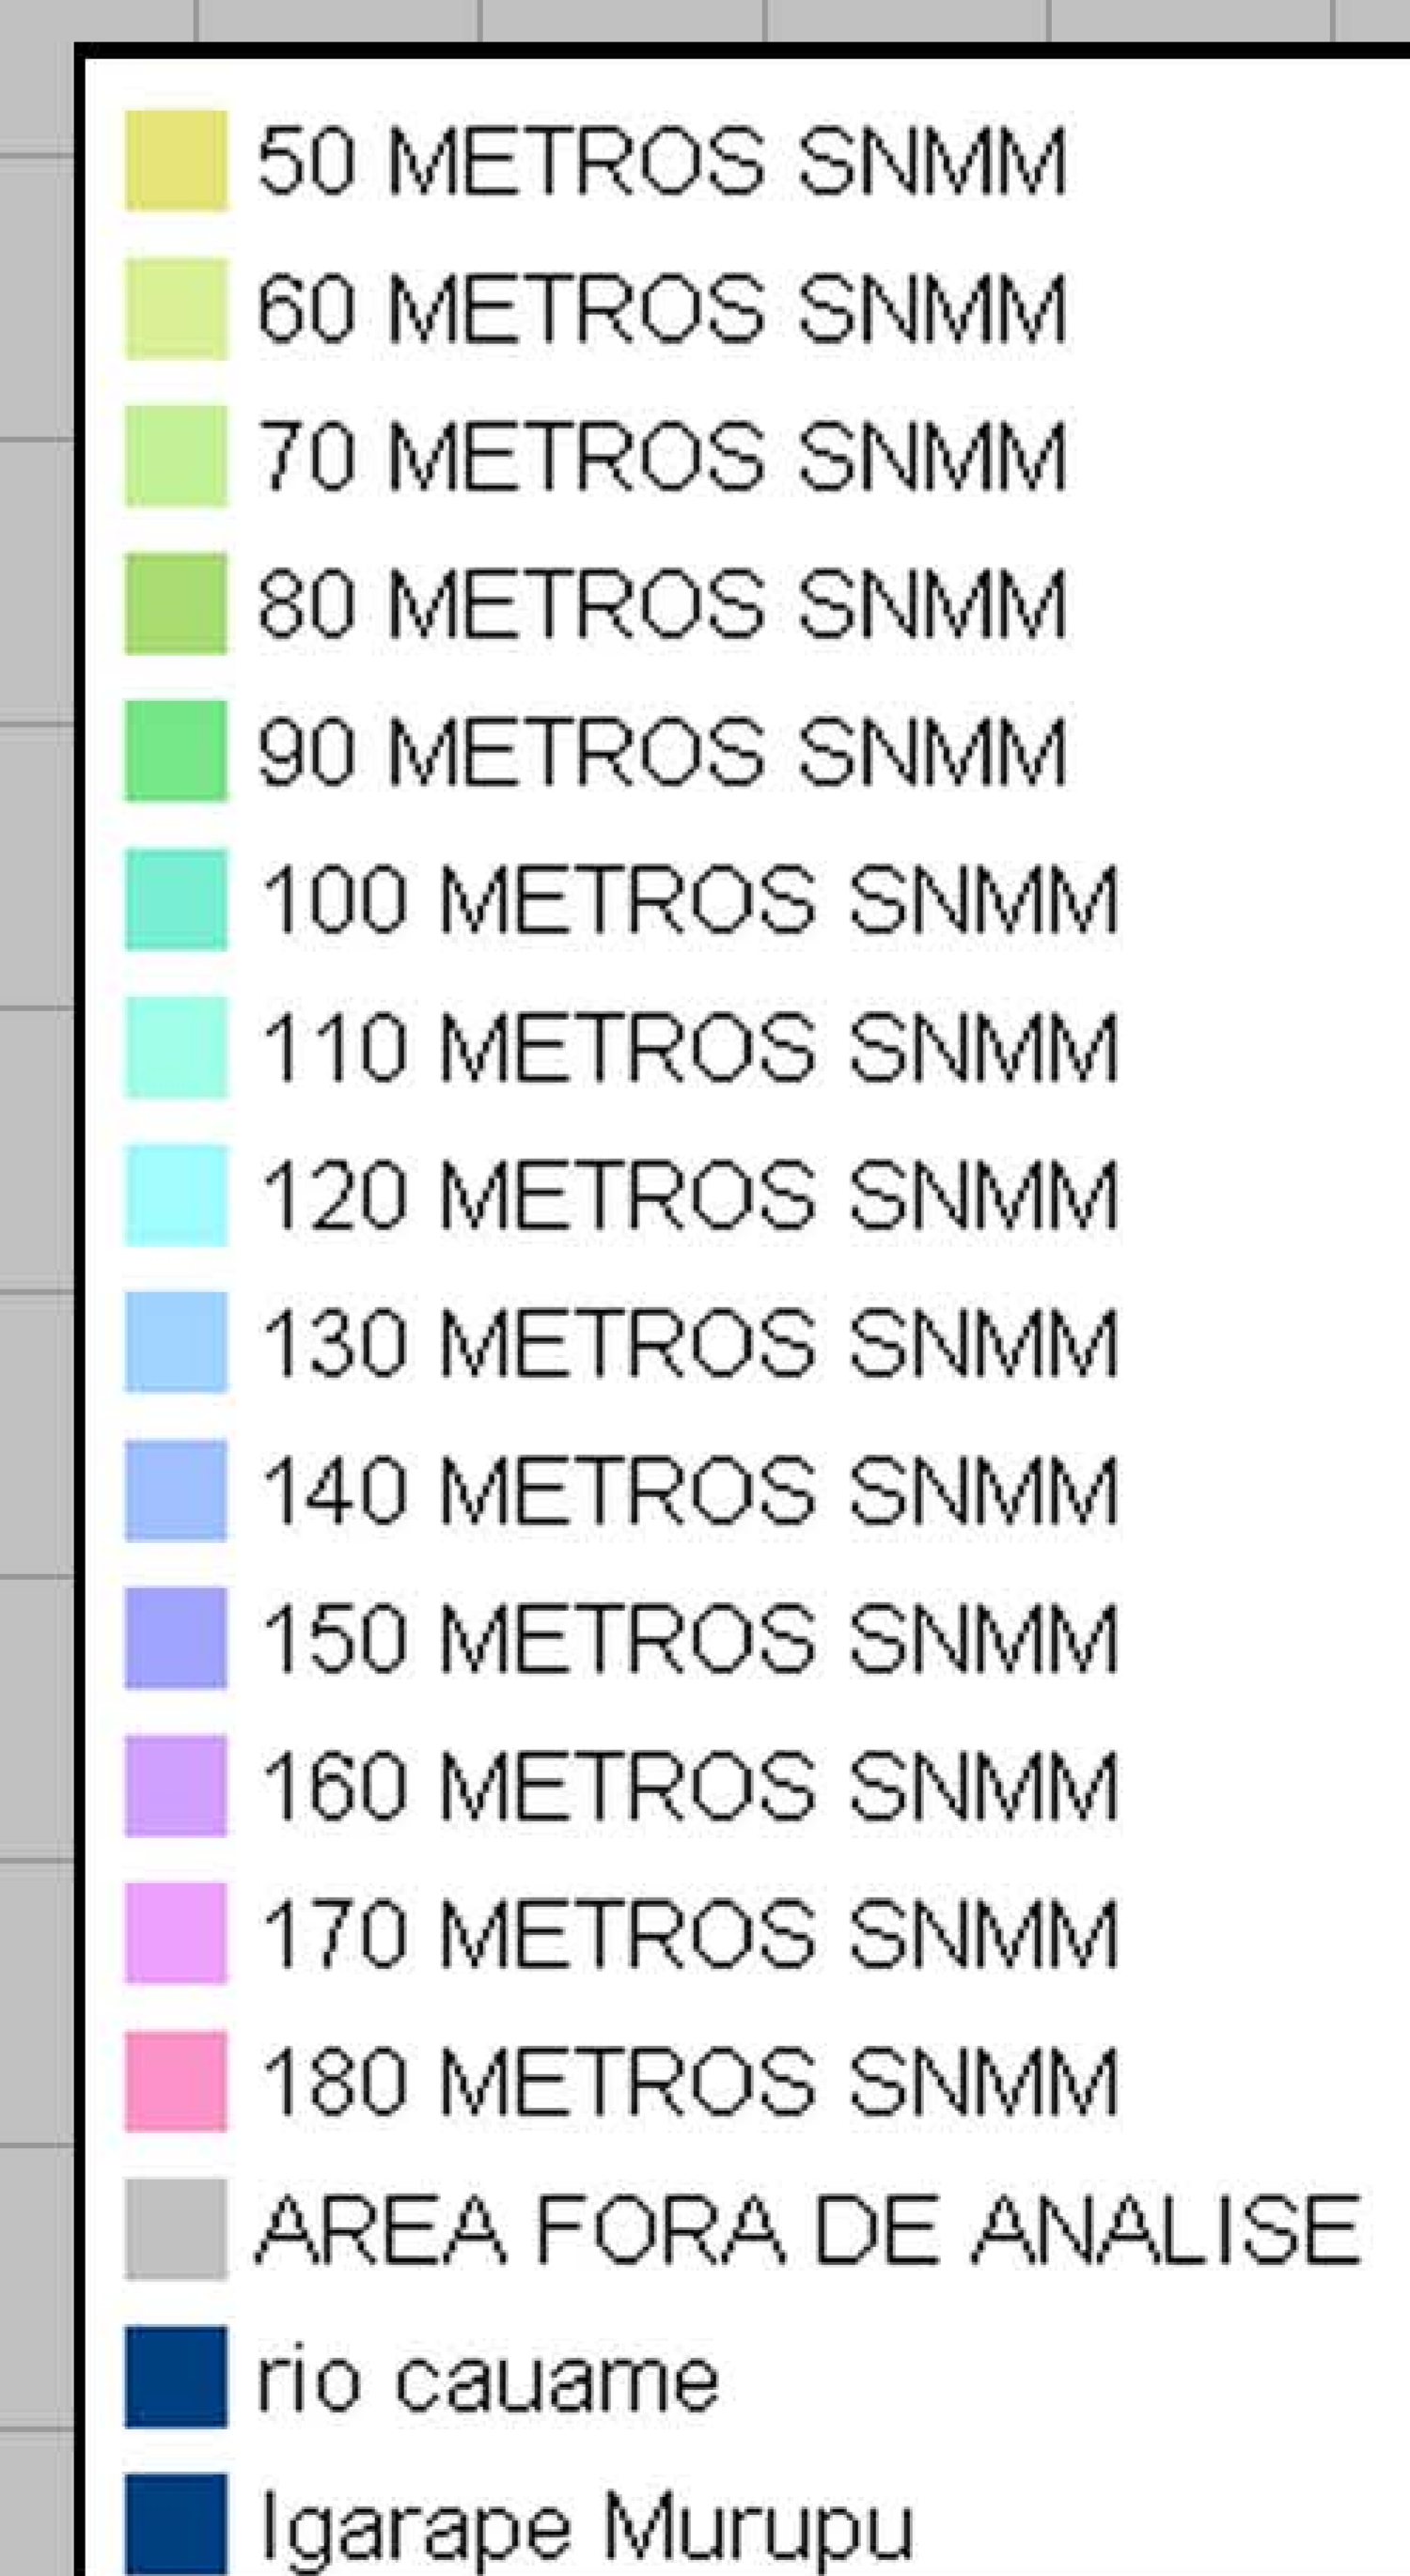 50 METROS SNMM
60 METROS SNMM
70 METROS SNMM
80 METROS SNMM
90 METROS SNMM
100 METROS SNMM
110 METROS SNMM
120 METROS SNMM
130 METROS SNMM
140 METROS SNMM
150 METROS SNMM
160 METROS SNMM
170 METROS SNMM
180 METROS SNMM
AREA FORA DE ANALISE
rio cauame
Igarape Murupu